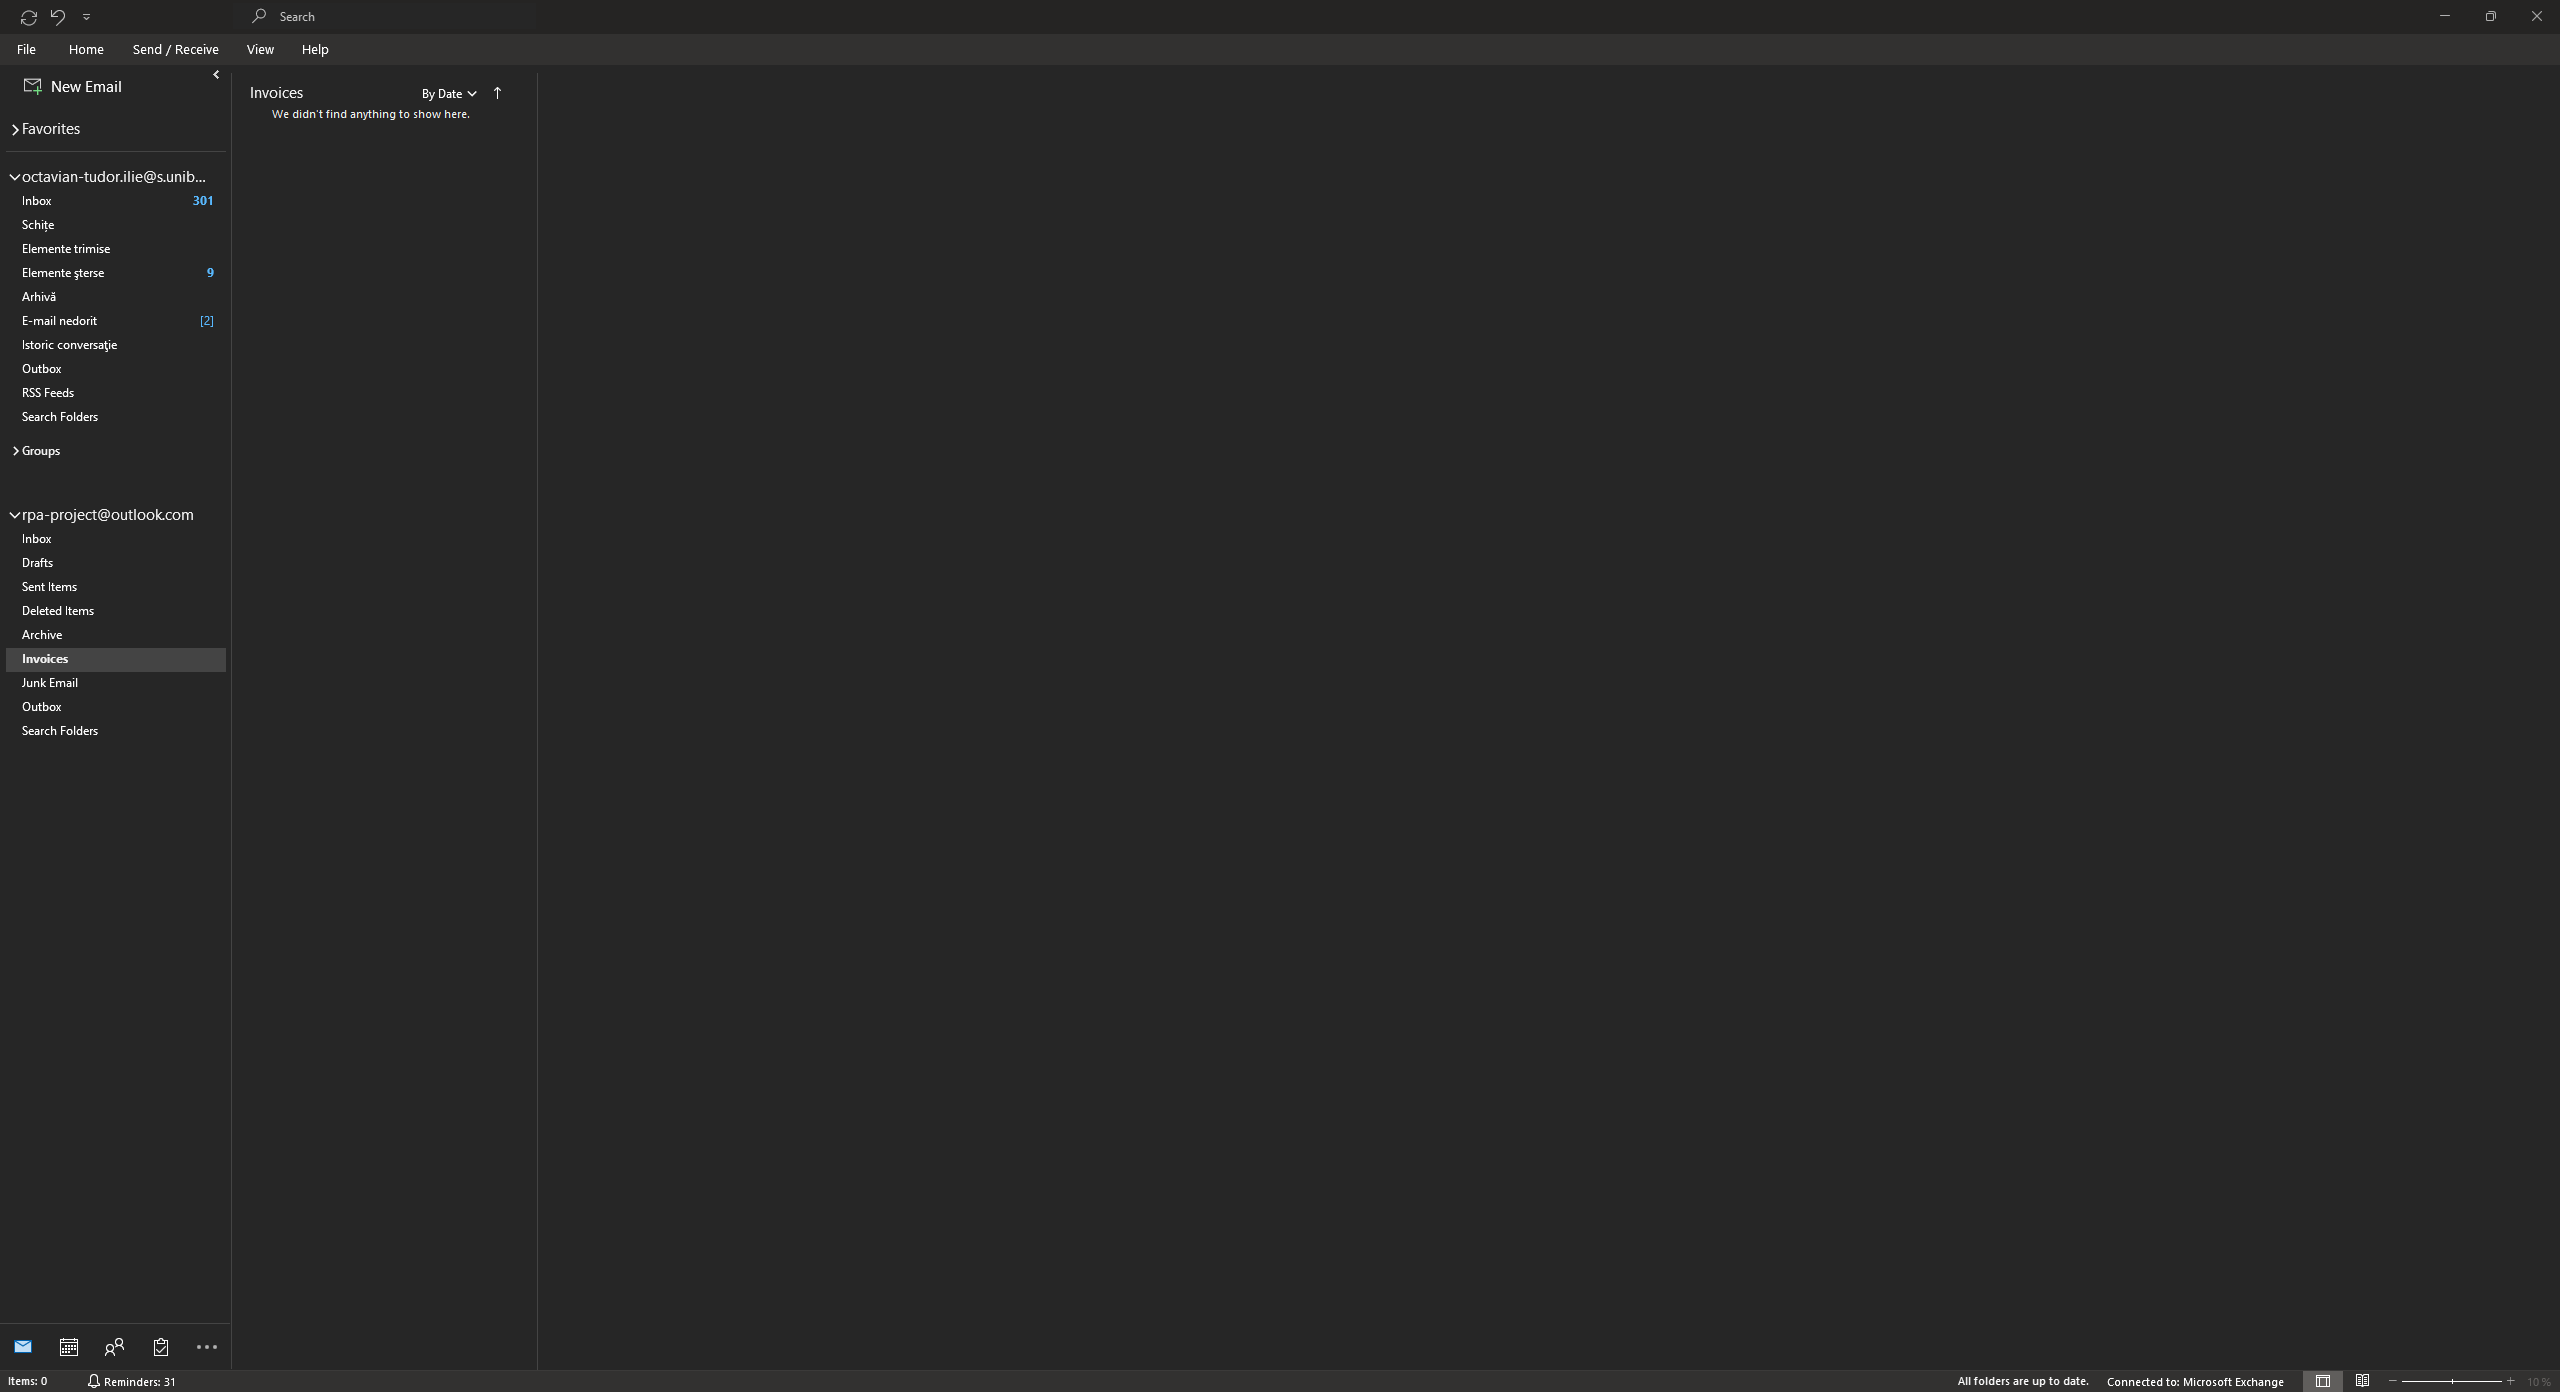 Search
File Home Send / Receive View Help
New Email
Favorites
octavian-tudor.ilie@s.unib...
Inbox 301
Schițe
Elemente trimise
Elemente şterse 9
Arhivă
E-mail nedorit [2]
Istoric conversaţie
Outbox
RSS Feeds
Search Folders
Groups
rpa-project@outlook.com
Inbox
Drafts
Sent Items
Deleted Items
Archive
Invoices
Junk Email
Outbox
Search Folders
Invoices By Date
We didn't find anything to show here.
Items: 0 Reminders: 31 All folders are up to date. Connected to: Microsoft Exchange 10%